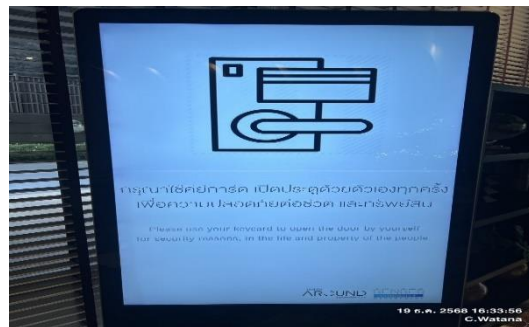 กรุณาใช้คีย์การ์ด เปิดประตูด้วยตัวเองทุกครั้ง
เพื่อความปลอดภัยต่อชีวิต และทรัพย์สิน
Please use your keycard to open the door by yourself
for security reasons, in the life and property of the people
19 ธ.ค. 2568 16:33:56
C.Watana